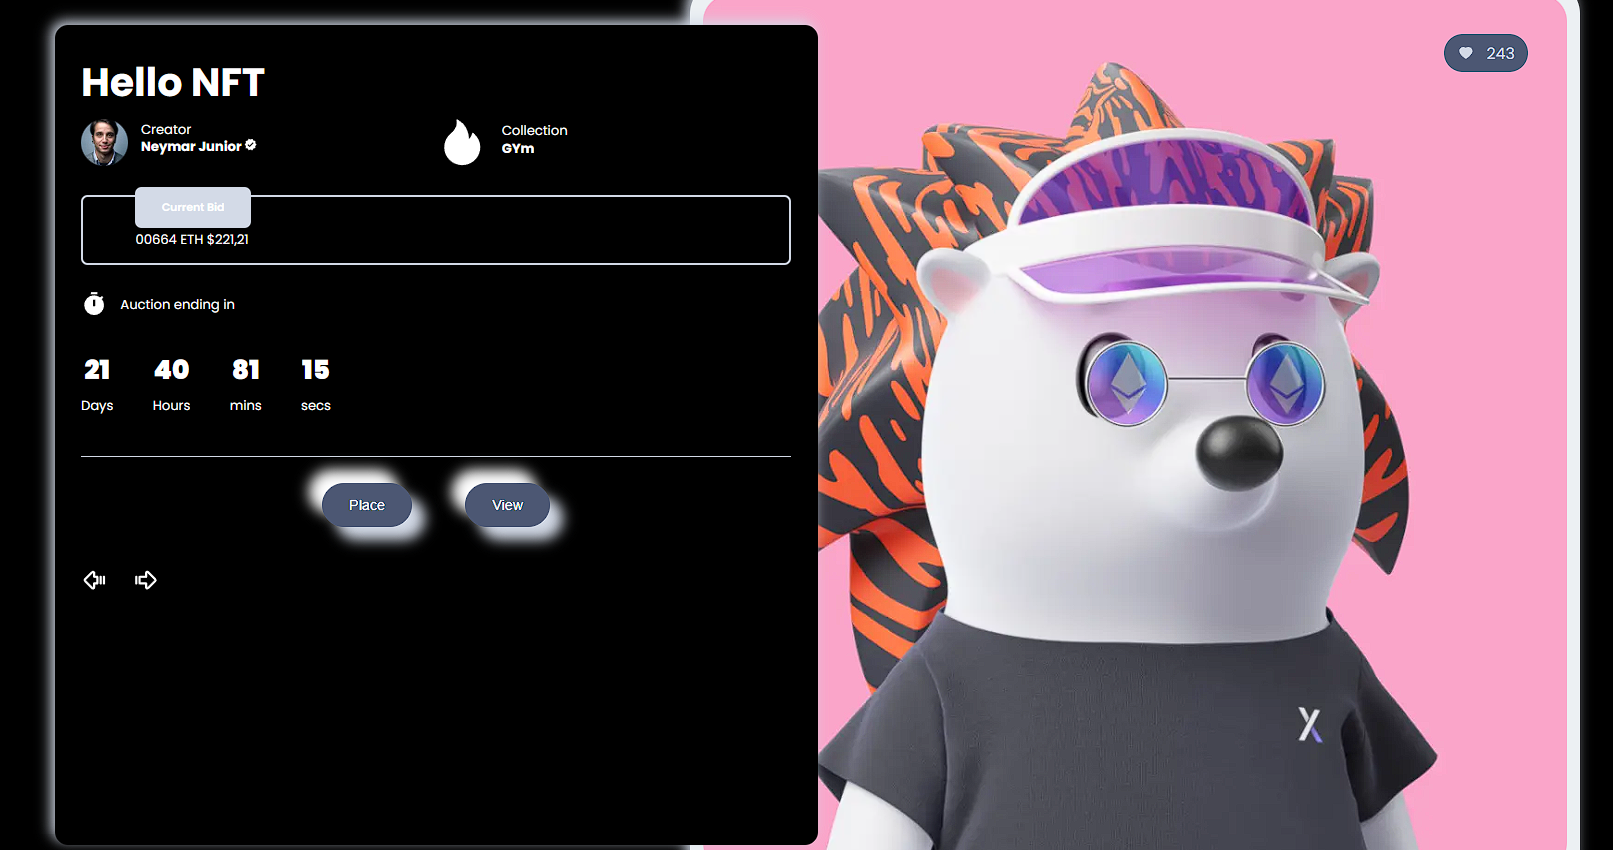 Hello NFT
Creator
Neymar Junior
Collection
GYm
Current Bid
00664 ETH $221,21
Auction ending in
21 40 81 15
Days Hours mins secs
Place View
243
X